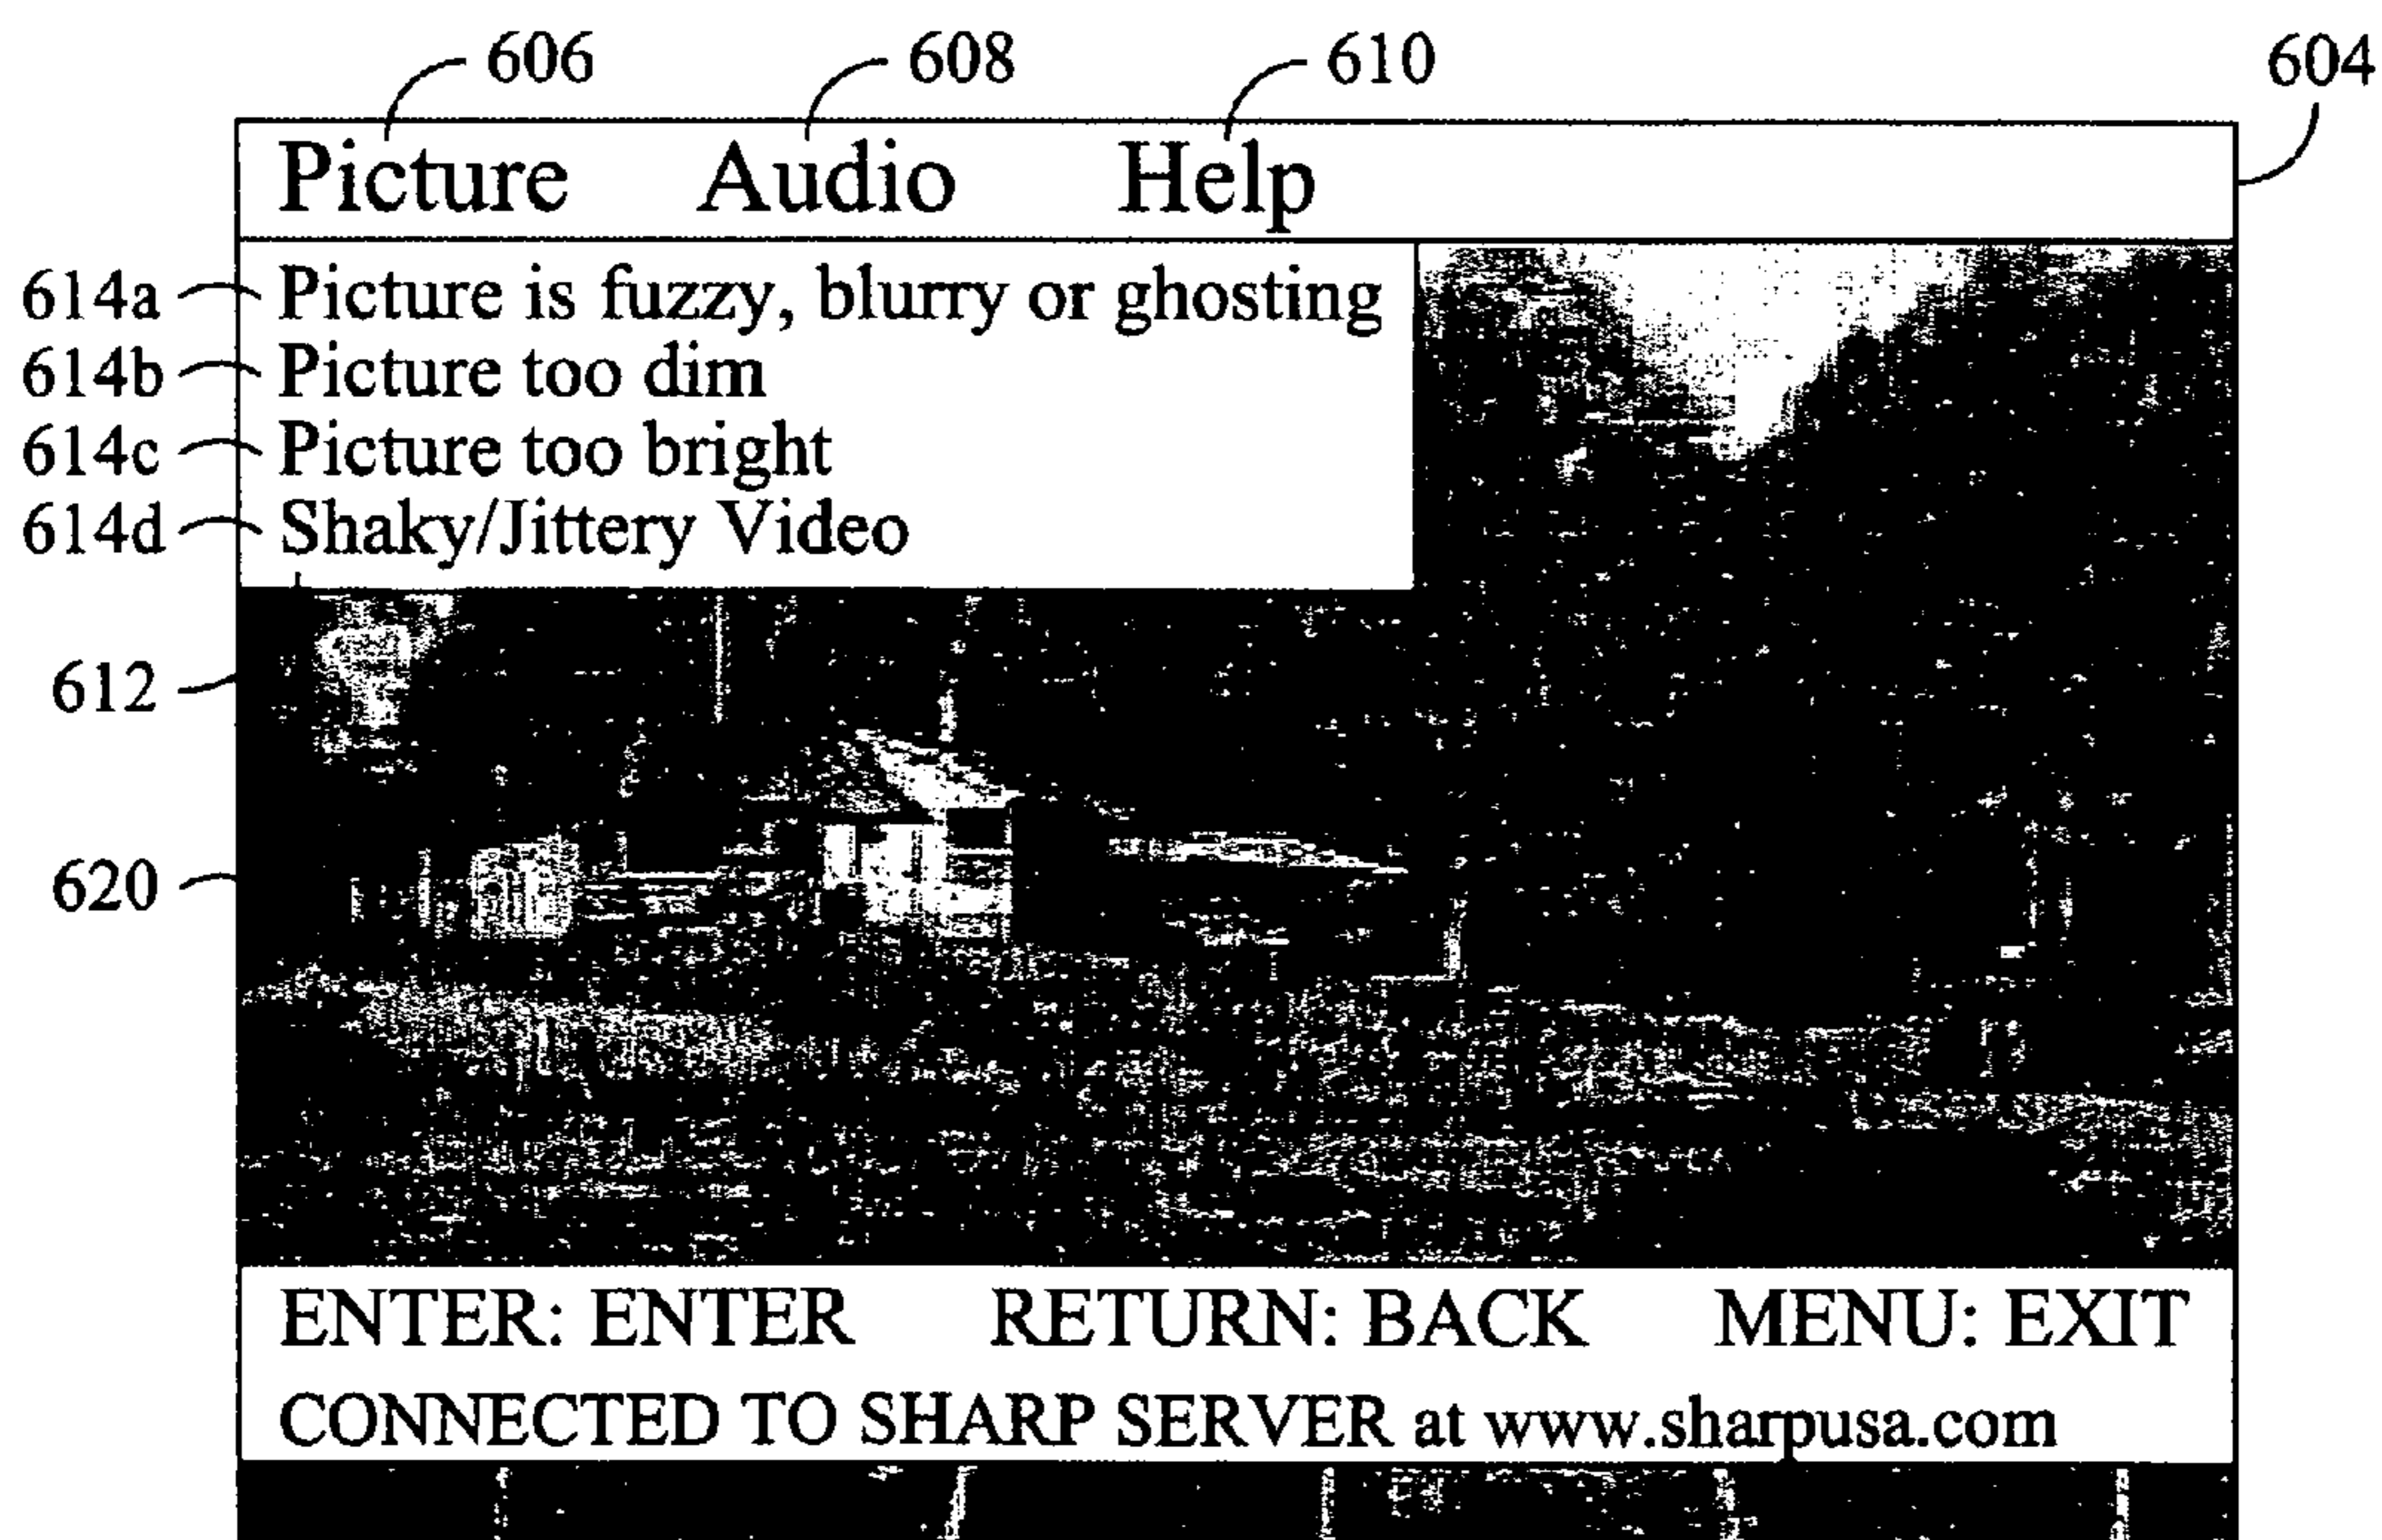 606 608 610 604
Picture Audio Help
614a Picture is fuzzy, blurry or ghosting
614b Picture too dim
614c Picture too bright
614d Shaky/Jittery Video
612
620
ENTER: ENTER RETURN: BACK MENU: EXIT
CONNECTED TO SHARP SERVER at www.sharpusa.com